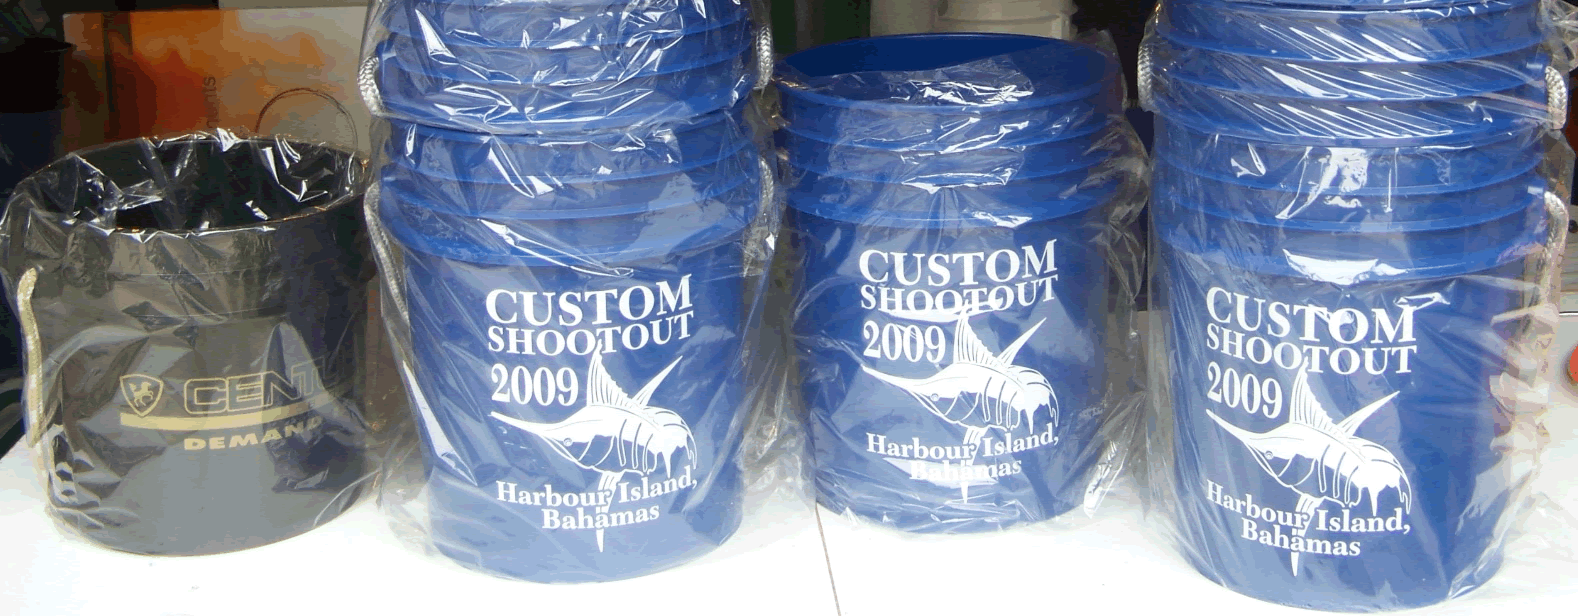 CENT
DEMAND
CUSTOM
SHOOTOUT
2009
Harbour Island,
Bahamas
CUSTOM
SHOOTOUT
2009
Harbour Island,
Bahamas
CUSTOM
SHOOTOUT
2009
Harbour Island,
Bahamas